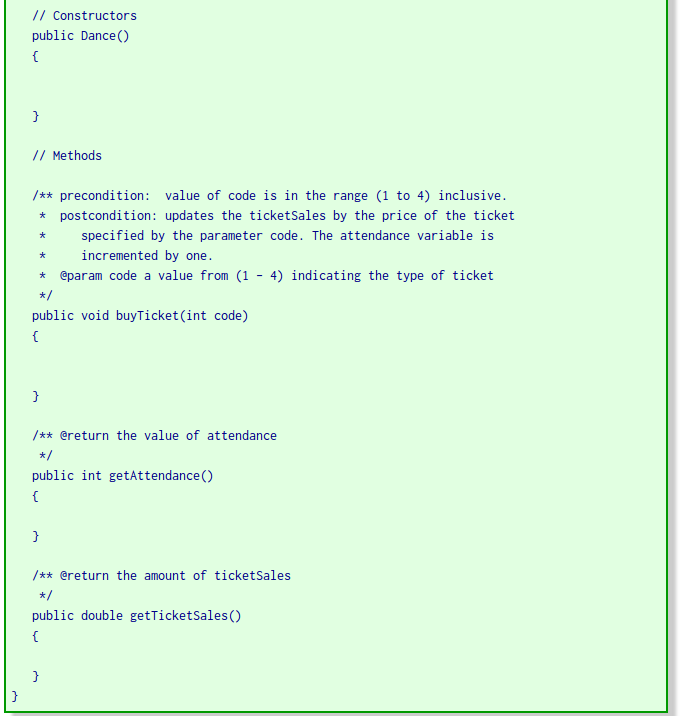 // Constructors
public Dance()
{
}
// Methods
/** precondition:  value of code is in the range (1 to 4) inclusive.
*  postcondition: updates the ticketSales by the price of the ticket
*     specified by the parameter code. The attendance variable is
*     incremented by one.
*  @param code a value from (1 - 4) indicating the type of ticket
*/
public void buyTicket(int code)
{
}
/** @return the value of attendance
*/
public int getAttendance()
{
}
/** @return the amount of ticketSales
*/
public double getTicketSales()
{
}
}